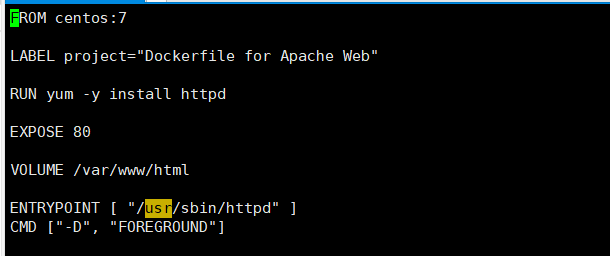 FROM centos:7
LABEL project="Dockerfile for Apache Web"
RUN yum -y install httpd
EXPOSE 80
VOLUME /var/www/html
ENTRYPOINT [ "/usr/sbin/httpd" ]
CMD ["-D", "FOREGROUND"]